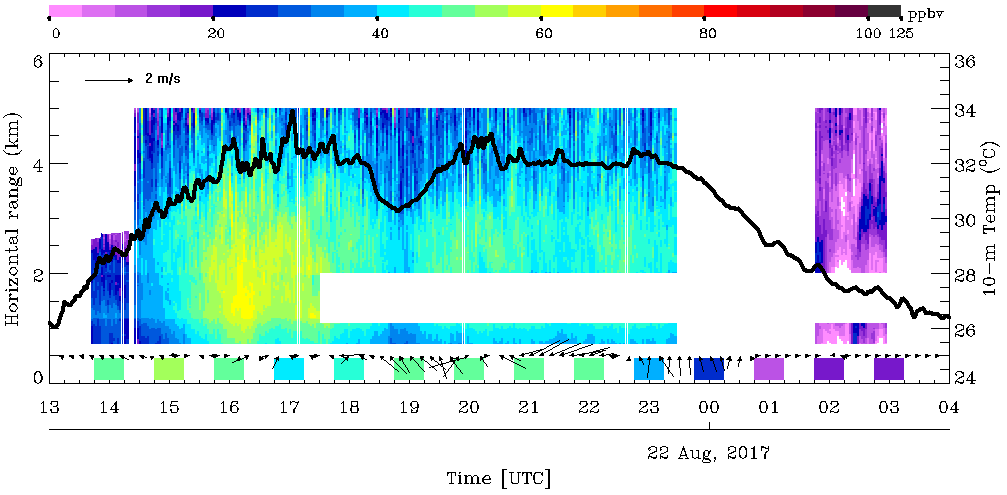 ppbv
0 20 40 60 80 100 125
2 m/s
Horizontal range (km)
6
4
2
0
36
34
32
30
28
26
24
10-m Temp (°C)
13 14 15 16 17 18 19 20 21 22 23 00 01 02 03 04
22 Aug, 2017
Time [UTC]